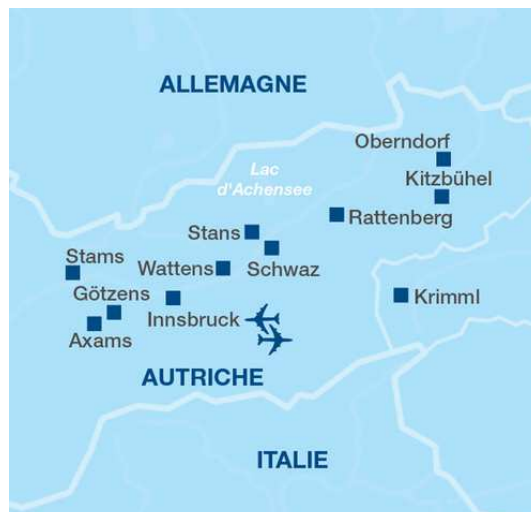 ALLEMAGNE
Oberndorf
Lac
d'Achensee
Kitzbühel
Rattenberg
Stans
Schwaz
Stams
Wattens
Götzens
Innsbruck
Krimml
Axams
AUTRICHE
ITALIE